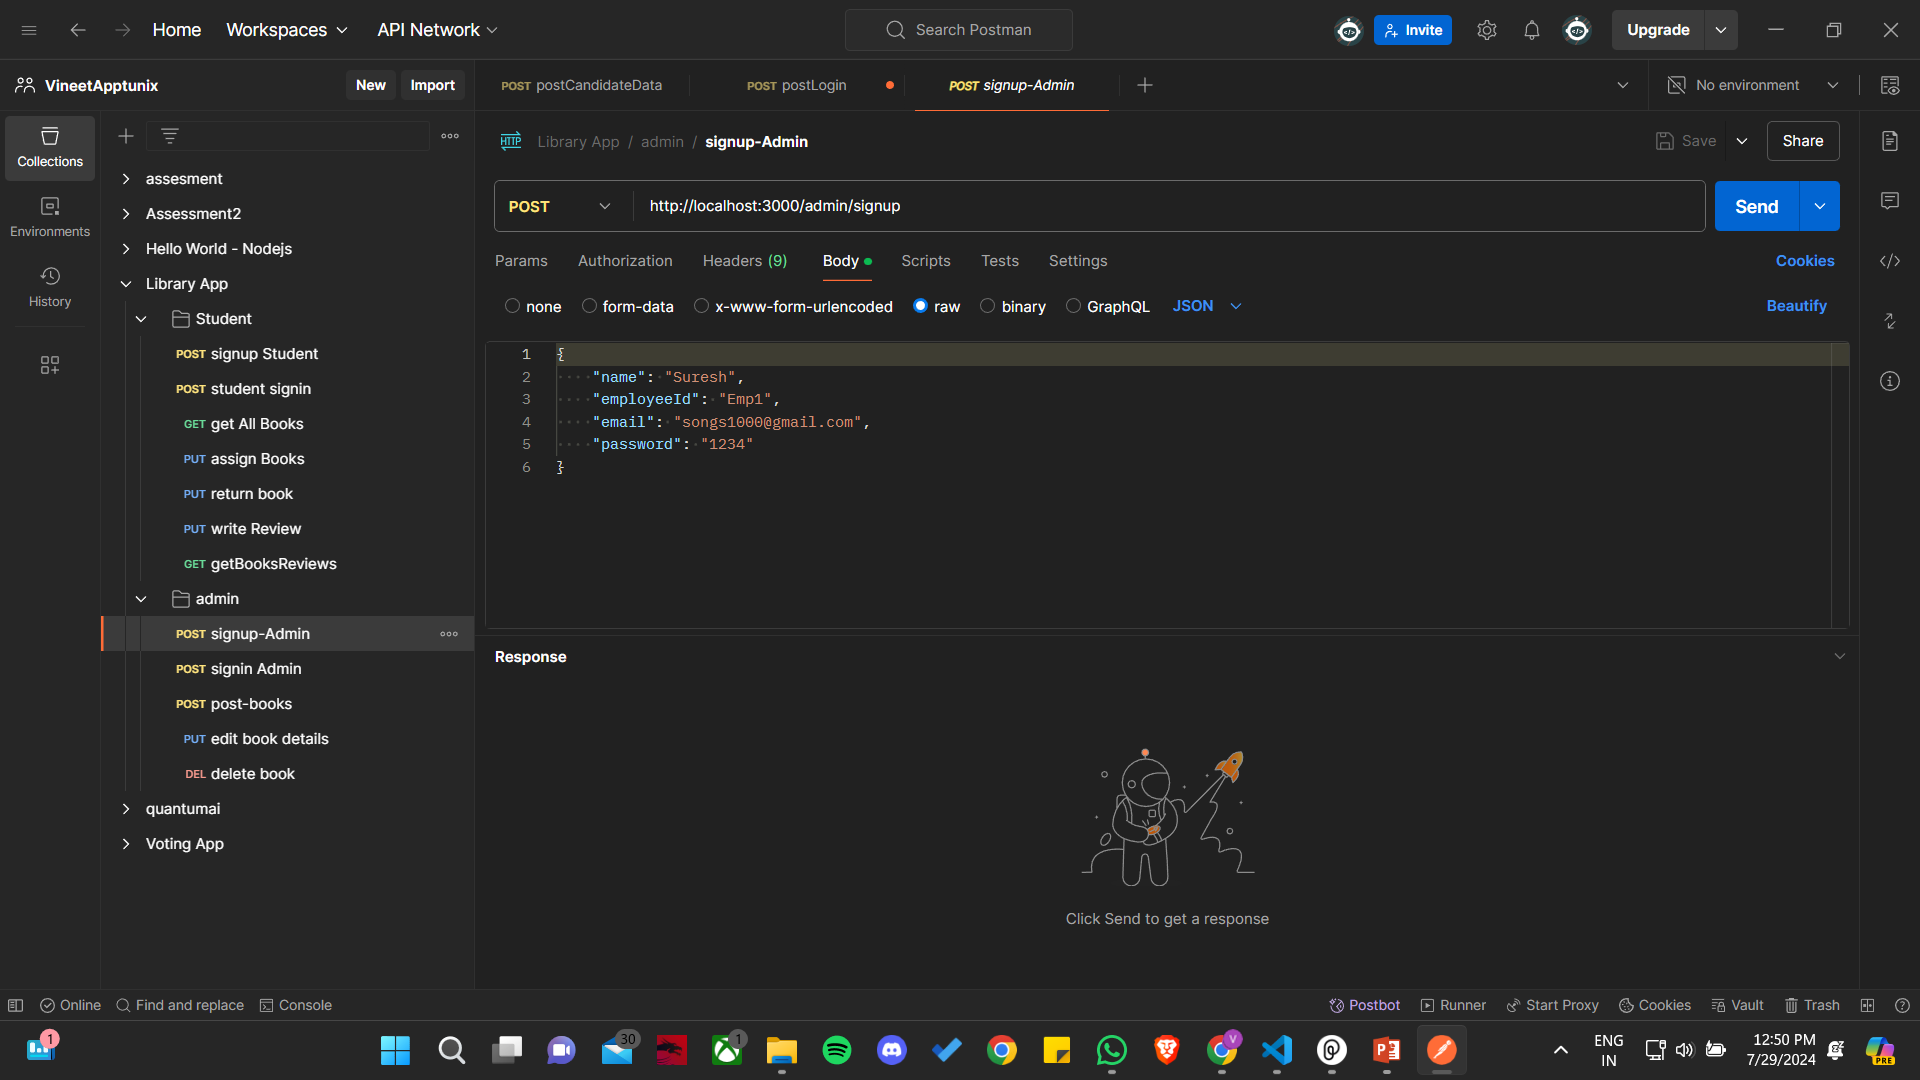 Home
Workspaces
API Network
Search Postman
Invite
Upgrade
VineetApptunix
New
Import
POST postCandidateData
POST postLogin
POST signup-Admin
No environment
Collections
Environments
History
assesment
Assessment2
Hello World - Nodejs
Library App
Student
POST signup Student
POST student signin
GET get All Books
PUT assign Books
PUT return book
PUT write Review
GET getBooksReviews
admin
POST signup-Admin
POST signin Admin
POST post-books
PUT edit book details
DEL delete book
quantumai
Voting App
HTTP Library App / admin / signup-Admin
Save
Share
POST
http://localhost:3000/admin/signup
Send
Params
Authorization
Headers (9)
Body
Scripts
Tests
Settings
Cookies
none
form-data
x-www-form-urlencoded
raw
binary
GraphQL
JSON
Beautify
1 {
2 "name": "Suresh",
3 "employeeId": "Emp1",
4 "email": "songs1000@gmail.com",
5 "password": "1234"
6 }
Response
Click Send to get a response
Online
Find and replace
Console
Postbot
Runner
Start Proxy
Cookies
Vault
Trash
1
30
1
V
ENG
IN
12:50 PM
7/29/2024
PRE